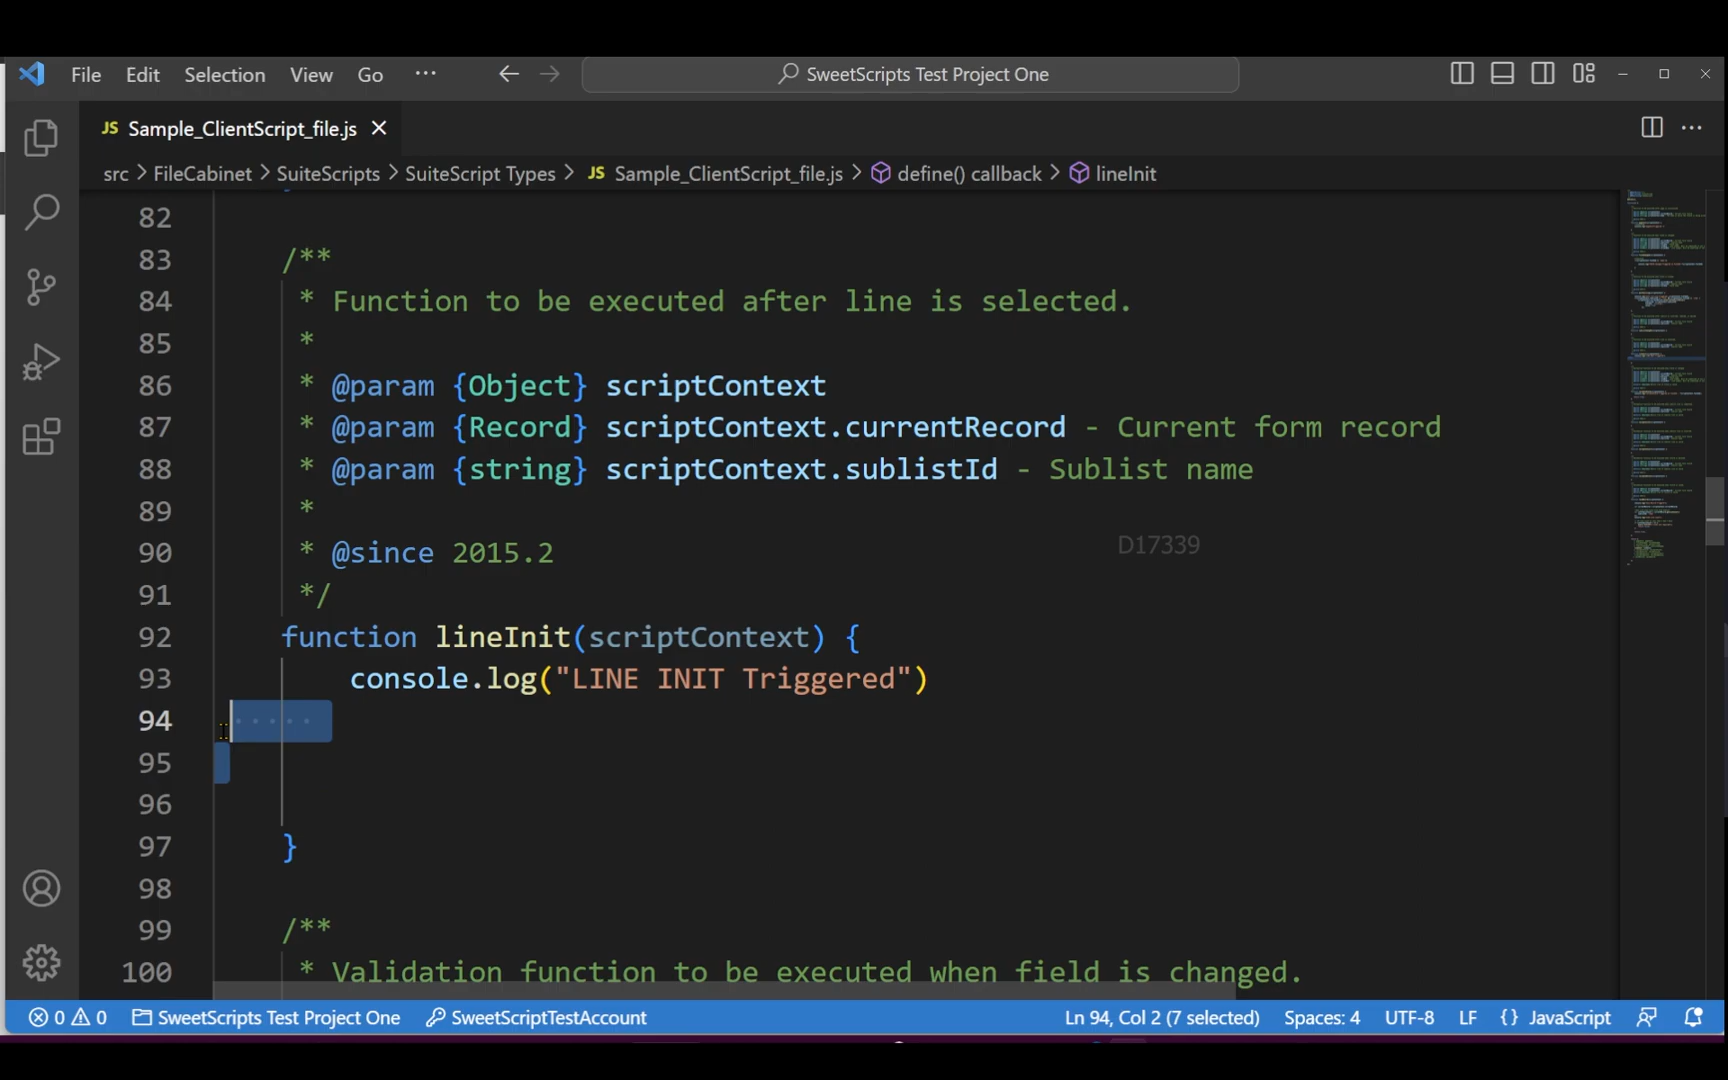 File Edit Selection View Go ··· SweetScripts Test Project One
JS Sample_ClientScript_file.js
src > FileCabinet > SuiteScripts > SuiteScript Types > JS Sample_ClientScript_file.js > define() callback > lineInit
82
83 /**
84 * Function to be executed after line is selected.
85 *
86 * @param {Object} scriptContext
87 * @param {Record} scriptContext.currentRecord - Current form record
88 * @param {string} scriptContext.sublistId - Sublist name
89 *
90 * @since 2015.2
D17339
91 */
92 function lineInit(scriptContext) {
93 console.log("LINE INIT Triggered")
94
95
96
97 }
98
99 /**
100 * Validation function to be executed when field is changed.
0 0 SweetScripts Test Project One SweetScriptTestAccount Ln 94, Col 2 (7 selected) Spaces: 4 UTF-8 LF {} JavaScript